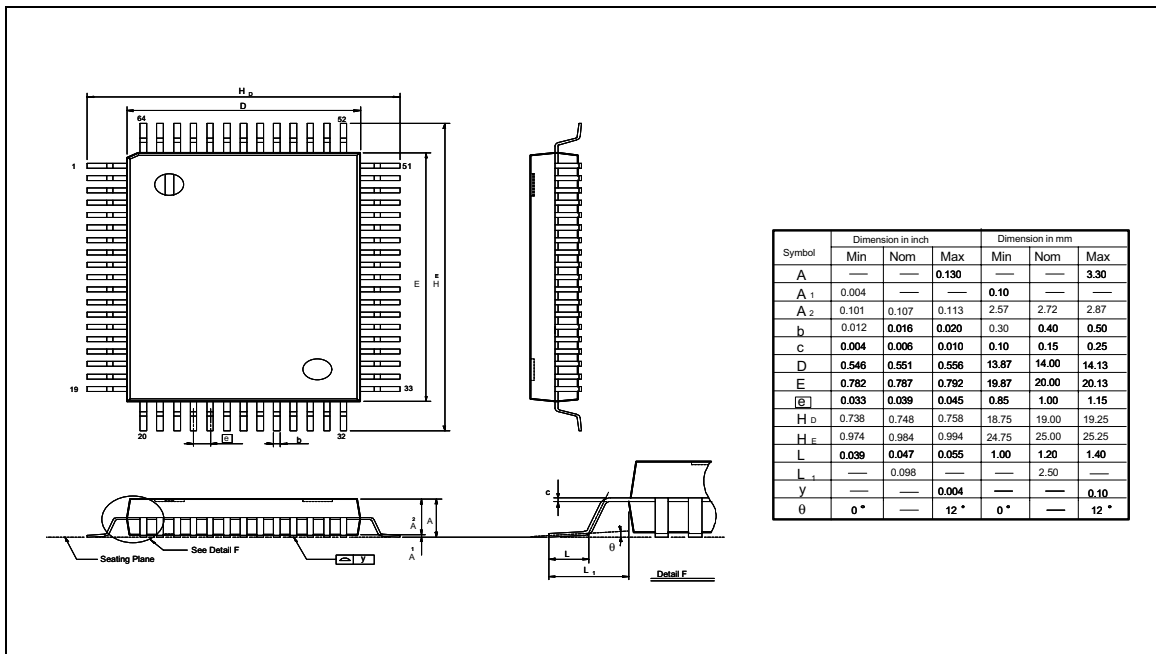 H D
D
64 52
1 51
E
H E
19 33
20 32
e b
A 2
A
A 1
See Detail F
Seating Plane
y
c
θ
L
L 1
Detail F
Symbol Dimension in inch Dimension in mm
Min Nom Max Min Nom Max
A — — 0.130 — — 3.30
A 1 0.004 — — 0.10 — —
A 2 0.101 0.107 0.113 2.57 2.72 2.87
b 0.012 0.016 0.020 0.30 0.40 0.50
c 0.004 0.006 0.010 0.10 0.15 0.25
D 0.546 0.551 0.556 13.87 14.00 14.13
E 0.782 0.787 0.792 19.87 20.00 20.13
e 0.033 0.039 0.045 0.85 1.00 1.15
H D 0.738 0.748 0.758 18.75 19.00 19.25
H E 0.974 0.984 0.994 24.75 25.00 25.25
L 0.039 0.047 0.055 1.00 1.20 1.40
L 1 — 0.098 — — 2.50 —
y — — 0.004 — — 0.10
θ 0° — 12° 0° — 12°